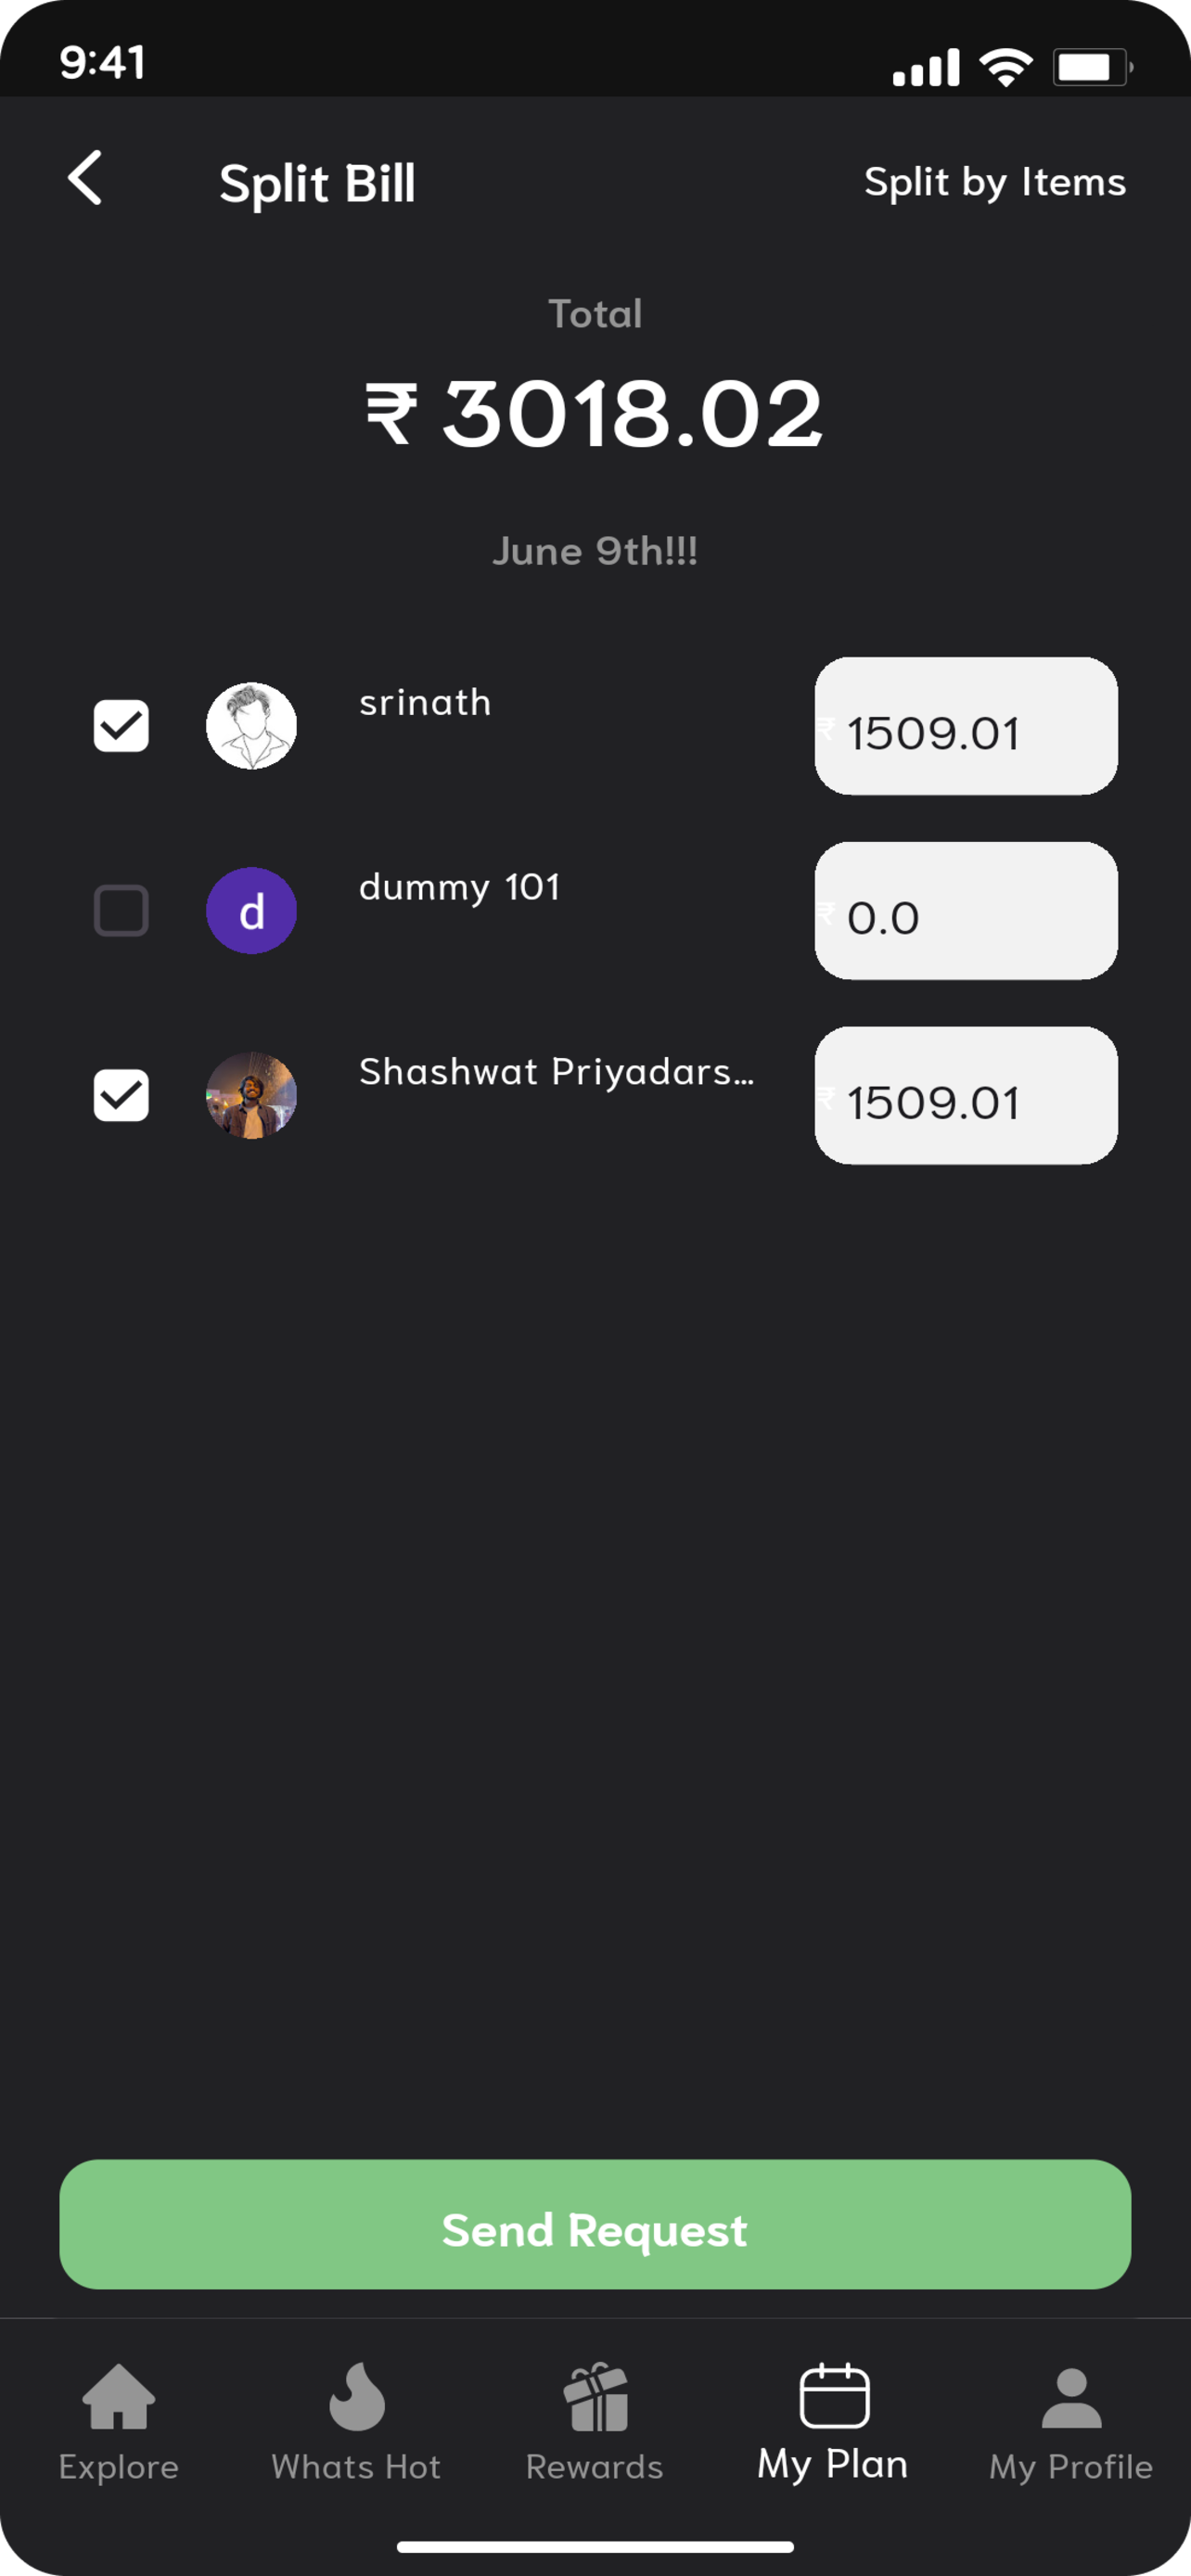 9:41
Split Bill
Split by Items
Total
₹ 3018.02
June 9th!!!
srinath
₹ 1509.01
d
dummy 101
₹ 0.0
Shashwat Priyadars...
₹ 1509.01
Send Request
Explore
Whats Hot
Rewards
My Plan
My Profile